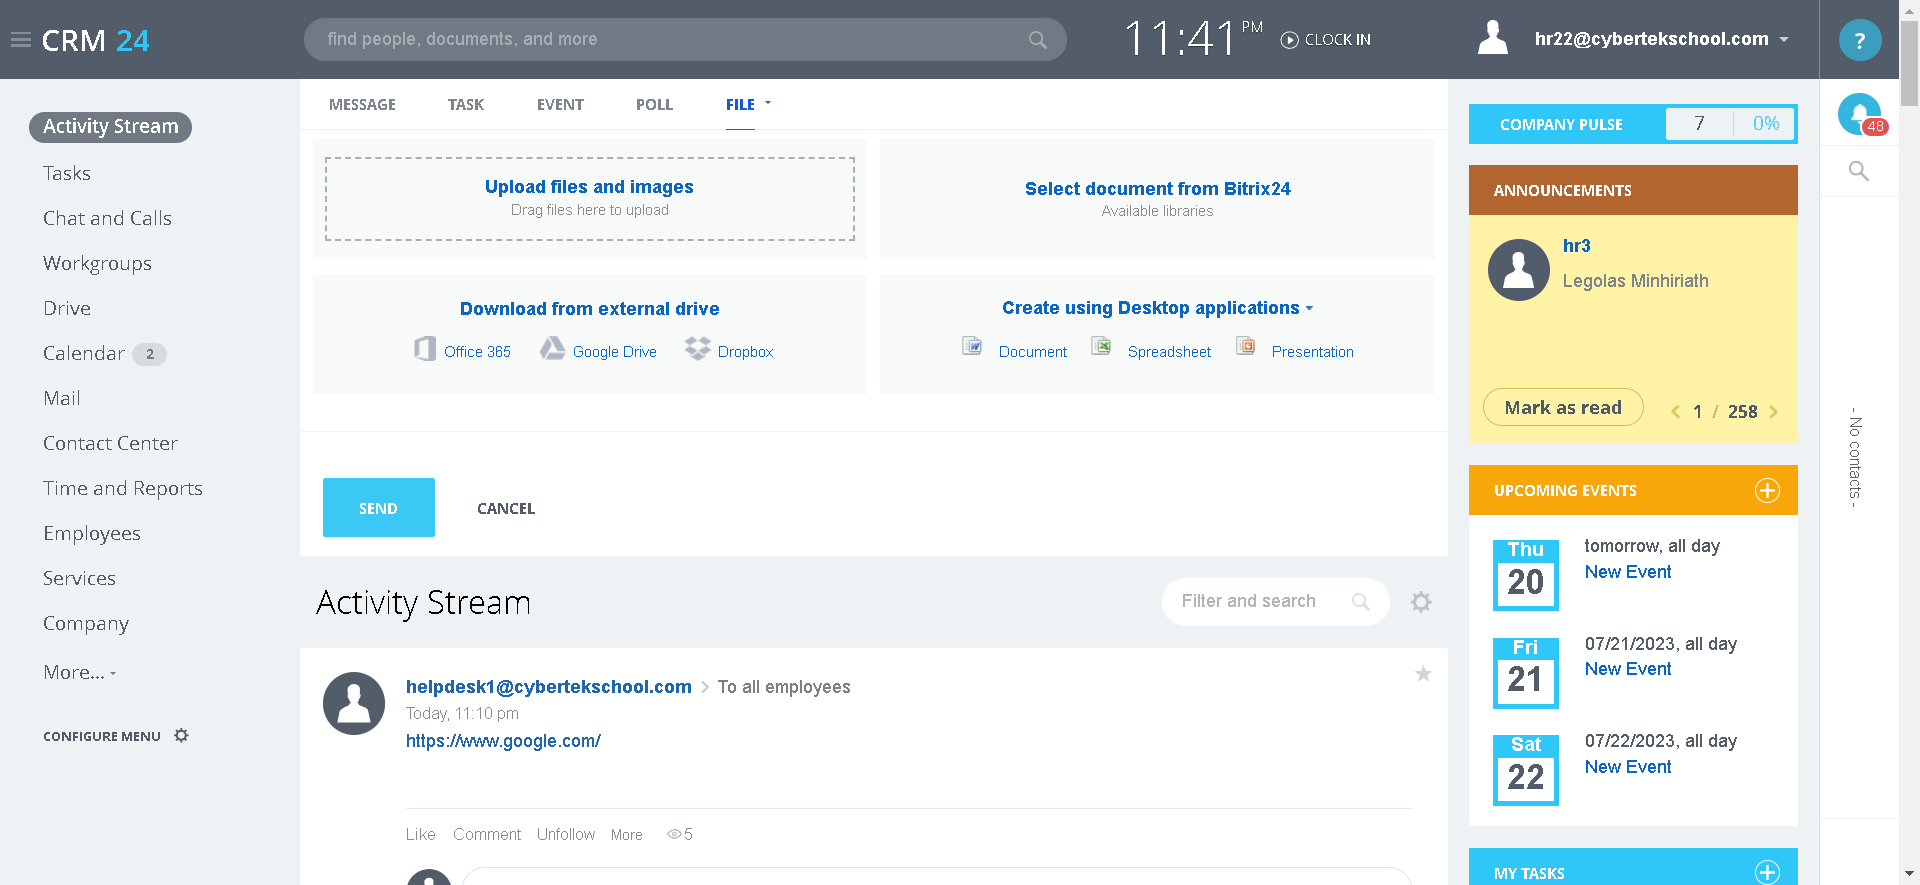 CRM 24
find people, documents, and more
11:41 PM
CLOCK IN
hr22@cybertekschool.com
?
Activity Stream
Tasks
Chat and Calls
Workgroups
Drive
Calendar 2
Mail
Contact Center
Time and Reports
Employees
Services
Company
More...
CONFIGURE MENU
MESSAGE TASK EVENT POLL FILE
Upload files and images
Drag files here to upload
Select document from Bitrix24
Available libraries
Download from external drive
Office 365 Google Drive Dropbox
Create using Desktop applications
Document Spreadsheet Presentation
SEND CANCEL
Activity Stream
Filter and search
helpdesk1@cybertekschool.com To all employees
Today, 11:10 pm
https://www.google.com/
Like Comment Unfollow More 5
COMPANY PULSE 7 0%
ANNOUNCEMENTS
hr3
Legolas Minhiriath
Mark as read
1 / 258
UPCOMING EVENTS
Thu
20
tomorrow, all day
New Event
Fri
21
07/21/2023, all day
New Event
Sat
22
07/22/2023, all day
New Event
MY TASKS
48
- No contacts -